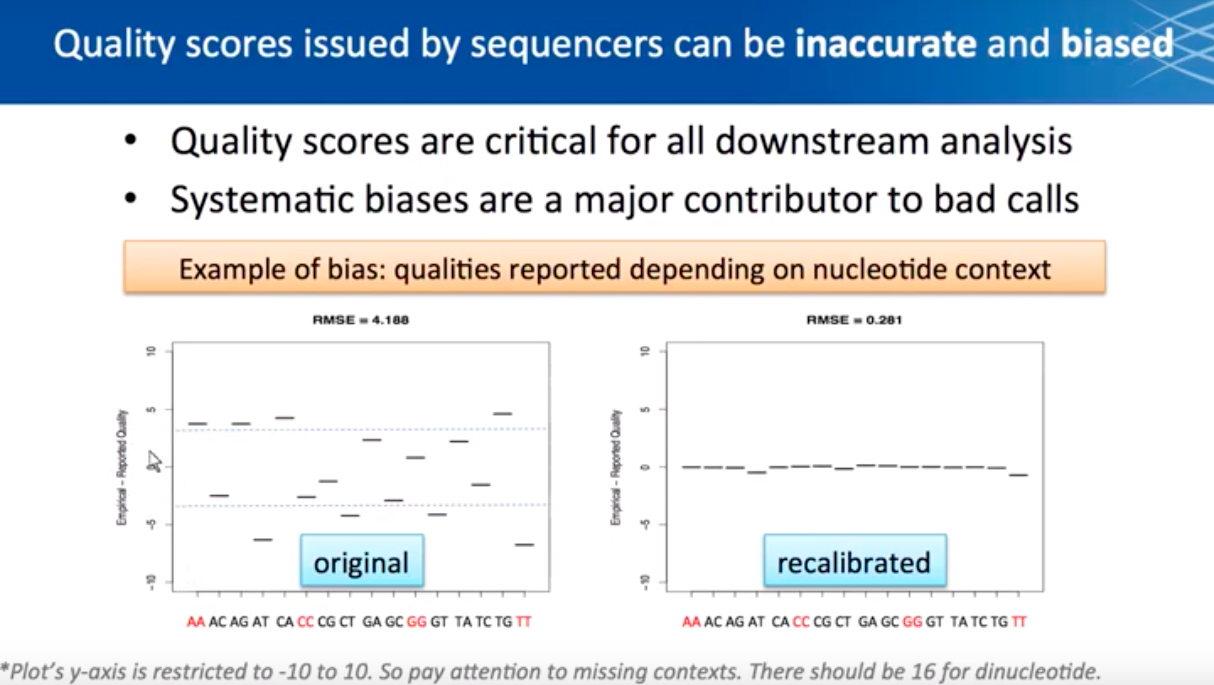 Quality scores issued by sequencers can be inaccurate and biased
• Quality scores are critical for all downstream analysis
• Systematic biases are a major contributor to bad calls
Example of bias: qualities reported depending on nucleotide context
RMSE = 4.188
10
5
0
-5
-10
Empirical - Reported Quality
original
AA AC AG AT CA CC CG CT GA GC GG GT TA TC TG TT
RMSE = 0.281
10
5
0
-5
-10
Empirical - Reported Quality
recalibrated
AA AC AG AT CA CC CG CT GA GC GG GT TA TC TG TT
*Plot's y-axis is restricted to -10 to 10. So pay attention to missing contexts. There should be 16 for dinucleotide.